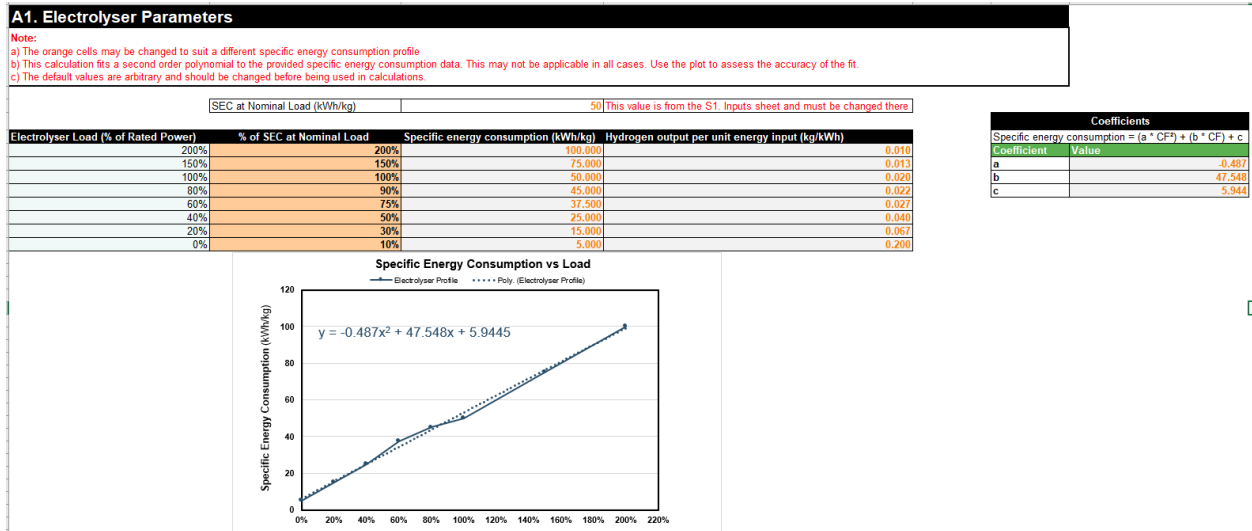 A1. Electrolyser Parameters
Note:
a) The orange cells may be changed to suit a different specific energy consumption profile
b) This calculation fits a second order polynomial to the provided specific energy consumption data. This may not be applicable in all cases. Use the plot to assess the accuracy of the fit.
c) The default values are arbitrary and should be changed before being used in calculations.
SEC at Nominal Load (kWh/kg) 50 This value is from the S1. Inputs sheet and must be changed there
Electrolyser Load (% of Rated Power) % of SEC at Nominal Load Specific energy consumption (kWh/kg) Hydrogen output per unit energy input (kg/kWh)
200% 200% 100.000 0.010
150% 150% 75.000 0.013
100% 100% 50.000 0.020
80% 90% 45.000 0.022
60% 75% 37.500 0.027
40% 50% 25.000 0.040
20% 30% 15.000 0.067
0% 10% 5.000 0.200
Coefficients
Specific energy consumption = (a * CF²) + (b * CF) + c
Coefficient Value
a -0.487
b 47.548
c 5.944
Specific Energy Consumption vs Load
Electrolyser Profile Poly. (Electrolyser Profile)
y = -0.487x² + 47.548x + 5.9445
Specific Energy Consumption (kWh/kg)
120
100
80
60
40
20
0
0% 20% 40% 60% 80% 100% 120% 140% 160% 180% 200% 220%